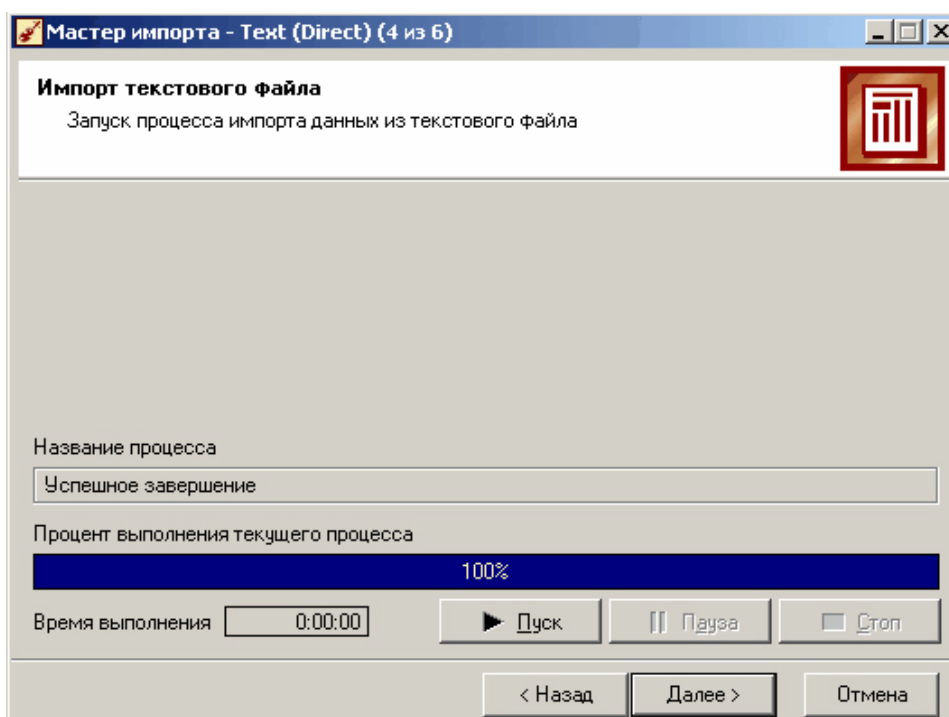 Мастер импорта - Text (Direct) (4 из 6)
Импорт текстового файла
Запуск процесса импорта данных из текстового файла
Название процесса
Успешное завершение
Процент выполнения текущего процесса
100%
Время выполнения 0:00:00 Пуск Пауза Стоп
< Назад Далее > Отмена